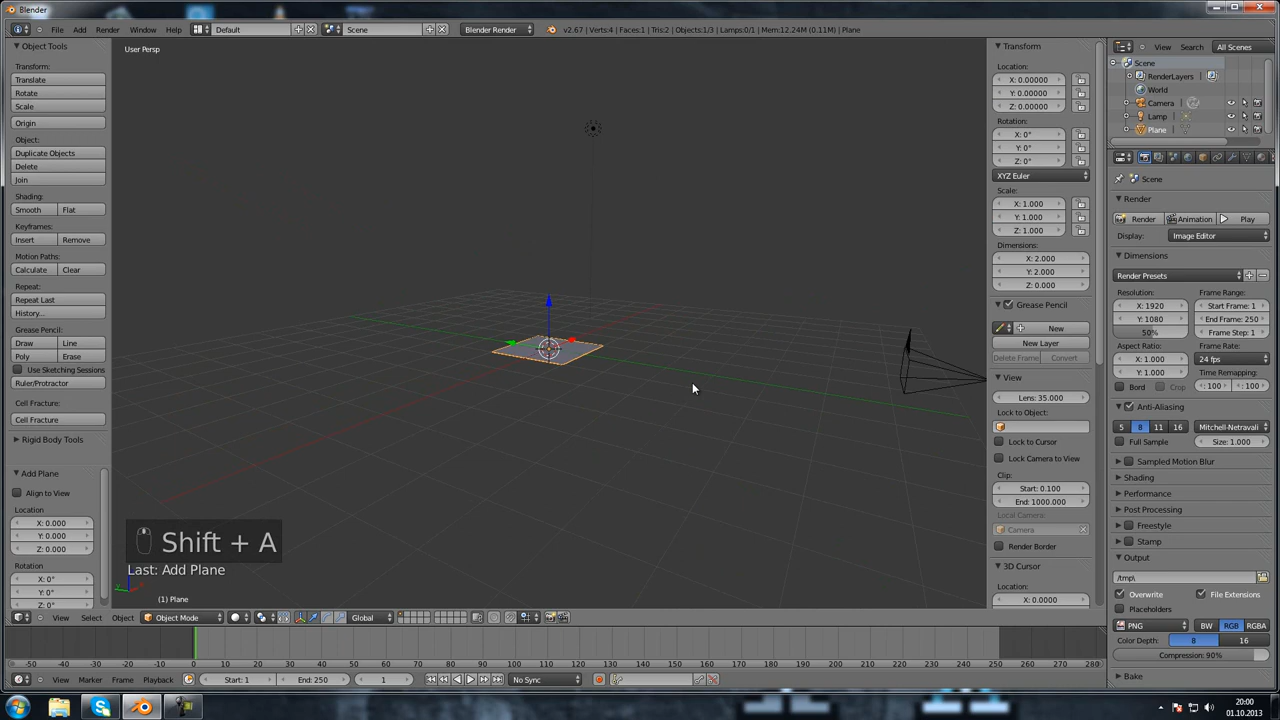 Blender
File Add Render Window Help Default Scene Blender Render v2.67 | Verts:4 | Faces:1 | Tris:2 | Objects:1/3 | Lamps:0/1 | Mem:12.24M (0.11M) | Plane
Object Tools
Transform:
Translate
Rotate
Scale
Origin
Object:
Duplicate Objects
Delete
Join
Shading:
Smooth Flat
Keyframes:
Insert Remove
Motion Paths:
Calculate Clear
Repeat:
Repeat Last
History...
Grease Pencil:
Draw Line
Poly Erase
Use Sketching Sessions
Ruler/Protractor
Cell Fracture:
Cell Fracture
Rigid Body Tools
Add Plane
Align to View
Location
X: 0.000
Y: 0.000
Z: 0.000
Rotation
X: 0°
Y: 0°
Z: 0°
User Persp
Shift + A
Last: Add Plane
(1) Plane
Transform
Location:
X: 0.00000
Y: 0.00000
Z: 0.00000
Rotation:
X: 0°
Y: 0°
Z: 0°
XYZ Euler
Scale:
X: 1.000
Y: 1.000
Z: 1.000
Dimensions:
X: 2.000
Y: 2.000
Z: 0.000
Grease Pencil
New
New Layer
Delete Frame Convert
View
Lens: 35.000
Lock to Object:
Lock to Cursor
Lock Camera to View
Clip:
Start: 0.100
End: 1000.000
Local Camera:
Camera
Render Border
3D Cursor
Location:
X: 0.0000
View Search All Scenes
Scene
RenderLayers
World
Camera
Lamp
Plane
Scene
Render
Render Animation Play
Display: Image Editor
Dimensions
Render Presets
Resolution: Frame Range:
X: 1920 Start Frame: 1
Y: 1080 End Frame: 250
50% Frame Step: 1
Aspect Ratio: Frame Rate:
X: 1.000 24 fps
Y: 1.000 Time Remapping:
Bord Crop : 100 : 100
Anti-Aliasing
5 8 11 16 Mitchell-Netravali
Full Sample Size: 1.000
Sampled Motion Blur
Shading
Performance
Post Processing
Freestyle
Stamp
Output
/tmp\
Overwrite File Extensions
Placeholders
PNG BW RGB RGBA
Color Depth: 8 16
Compression: 90%
Bake
View Select Object Object Mode Global
-50 -40 -30 -20 -10 0 10 20 30 40 50 60 70 80 90 100 110 120 130 140 150 160 170 180 190 200 210 220 230 240 250 260 270 280
View Marker Frame Playback Start: 1 End: 250 1 No Sync
20:00
01.10.2013